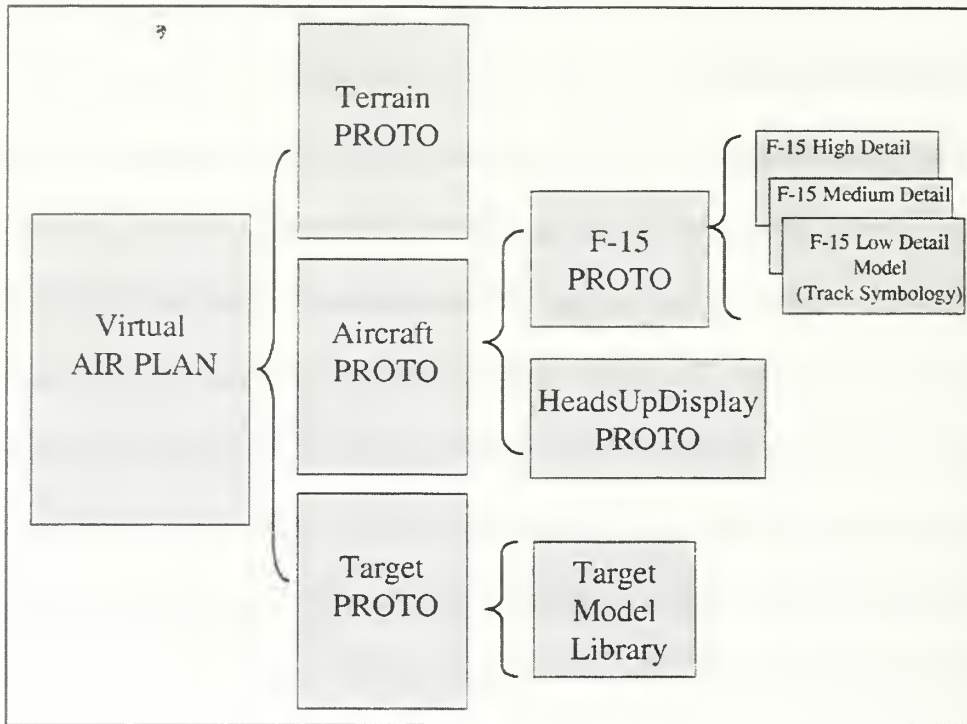 Virtual
AIR PLAN
Terrain
PROTO
Aircraft
PROTO
Target
PROTO
F-15
PROTO
HeadsUpDisplay
PROTO
Target
Model
Library
F-15 High Detail
F-15 Medium Detail
F-15 Low Detail
Model
(Track Symbology)